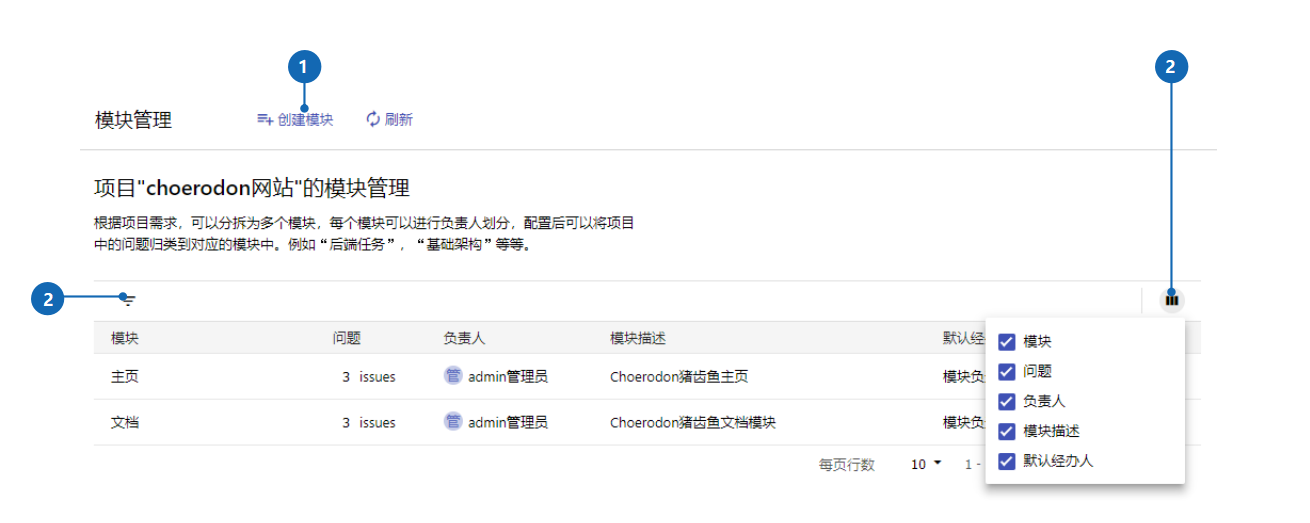 1
2
模块管理 创建模块 刷新
项目"choerodon网站"的模块管理
根据项目需求，可以分拆为多个模块，每个模块可以进行负责人划分，配置后可以将项目
中的问题归类到对应的模块中。例如“后端任务”，“基础架构”等等。
2
模块 问题 负责人 模块描述 默认经
主页 3 issues 管 admin管理员 Choerodon猪齿鱼主页 模块负
文档 3 issues 管 admin管理员 Choerodon猪齿鱼文档模块 模块负
每页行数 10 1 -
模块
问题
负责人
模块描述
默认经办人